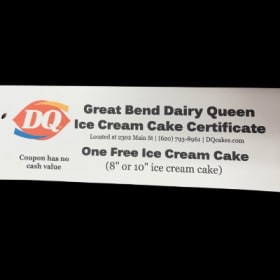 DQ
Great Bend Dairy Queen
Ice Cream Cake Certificate
Located at 2302 Main St | (620) 793-8961 | DQcakes.com
One Free Ice Cream Cake
(8" or 10" ice cream cake)
Coupon has no
cash value